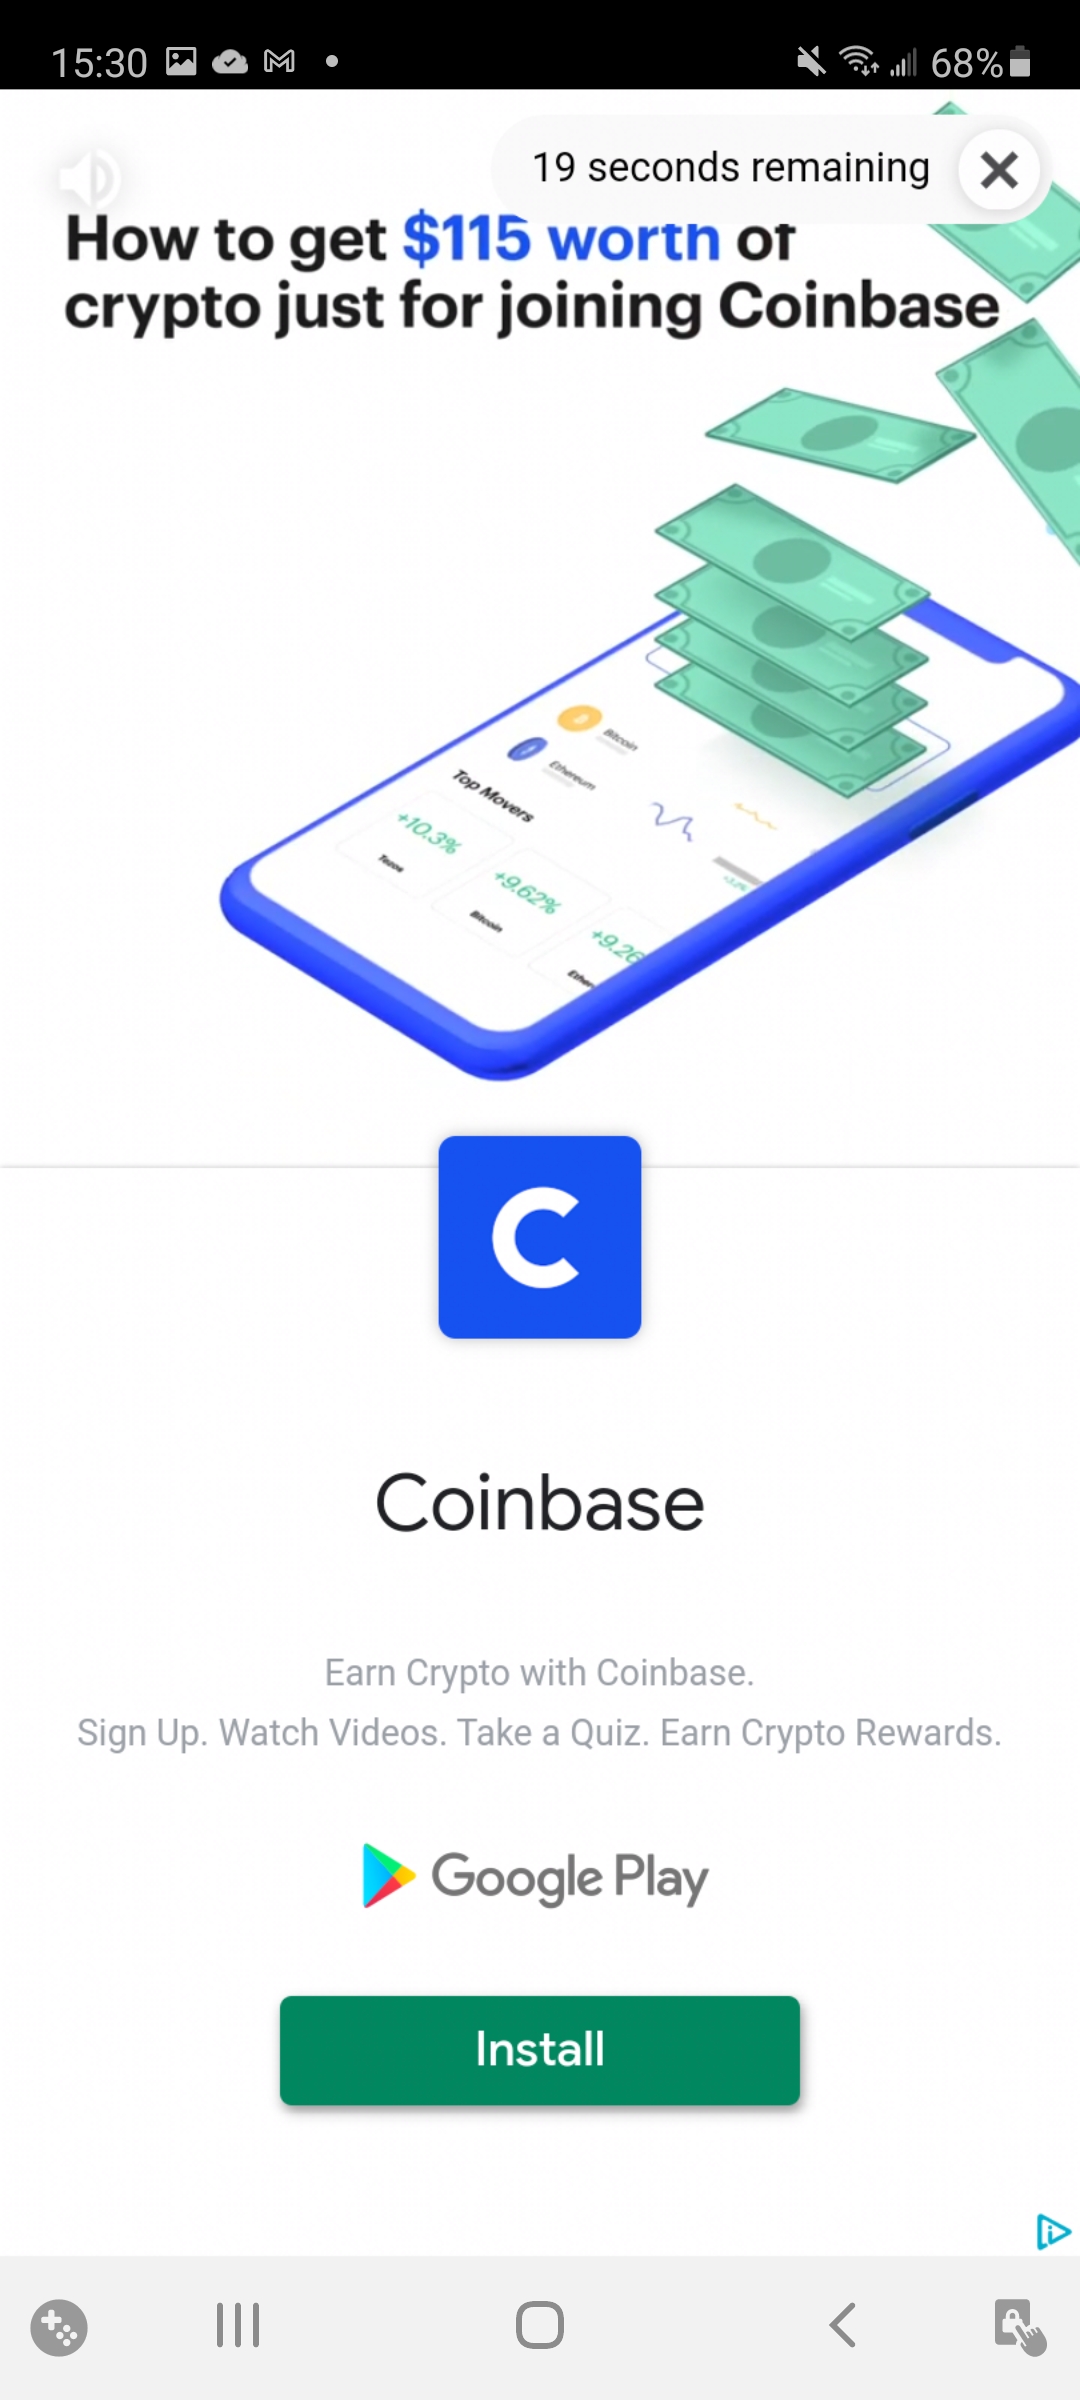 15:30
68%
19 seconds remaining
How to get $115 worth of
crypto just for joining Coinbase
Bitcoin
Ethereum
Top Movers
+10.3%
Tezos
+9.62%
Bitcoin
+9.26
Ether
C
Coinbase
Earn Crypto with Coinbase.
Sign Up. Watch Videos. Take a Quiz. Earn Crypto Rewards.
Google Play
Install